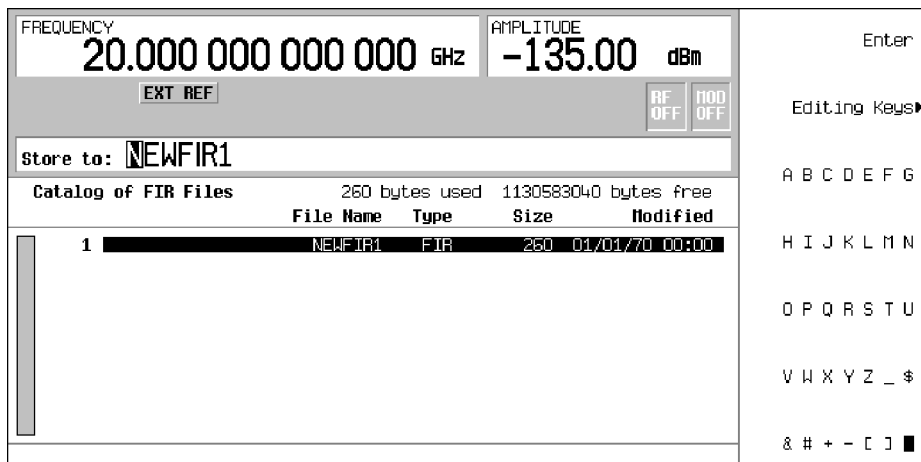 FREQUENCY
20.000 000 000 000 GHz
AMPLITUDE
-135.00 dBm
EXT REF
RF OFF
MOD OFF
Store to: NEWFIR1
Catalog of FIR Files 260 bytes used 1130583040 bytes free
File Name Type Size Modified
1 NEWFIR1 FIR 260 01/01/70 00:00
Enter
Editing Keys
A B C D E F G
H I J K L M N
O P Q R S T U
V W X Y Z _ $
& # + - [ ]